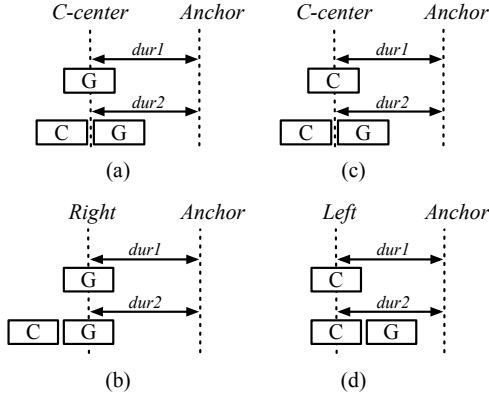 C-center Anchor
dur1
G
dur2
C G
(a)
C-center Anchor
dur1
C
dur2
C G
(c)
Right Anchor
dur1
G
dur2
C G
(b)
Left Anchor
dur1
C
dur2
C G
(d)